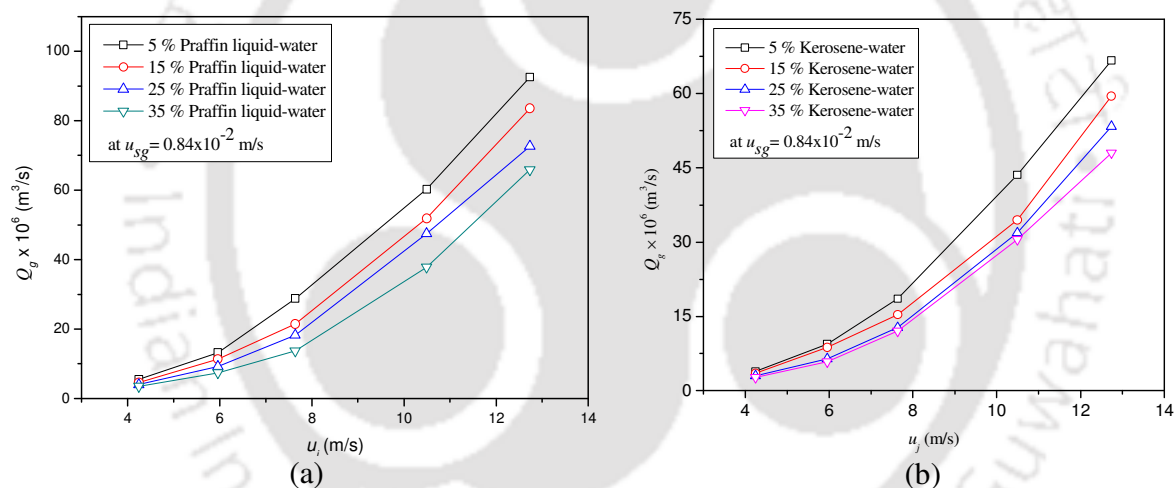 5 % Praffin liquid-water
15 % Praffin liquid-water
25 % Praffin liquid-water
35 % Praffin liquid-water
at u_sg = 0.84x10^-2 m/s
Q_g x 10^6 (m^3/s)
100
80
60
40
20
0
4 6 8 10 12 14
u_i (m/s)
(a)
5 % Kerosene-water
15 % Kerosene-water
25 % Kerosene-water
35 % Kerosene-water
at u_sg = 0.84x10^-2 m/s
Q_g × 10^6 (m^3/s)
75
60
45
30
15
0
4 6 8 10 12 14
u_j (m/s)
(b)
Indian In
Guwahati